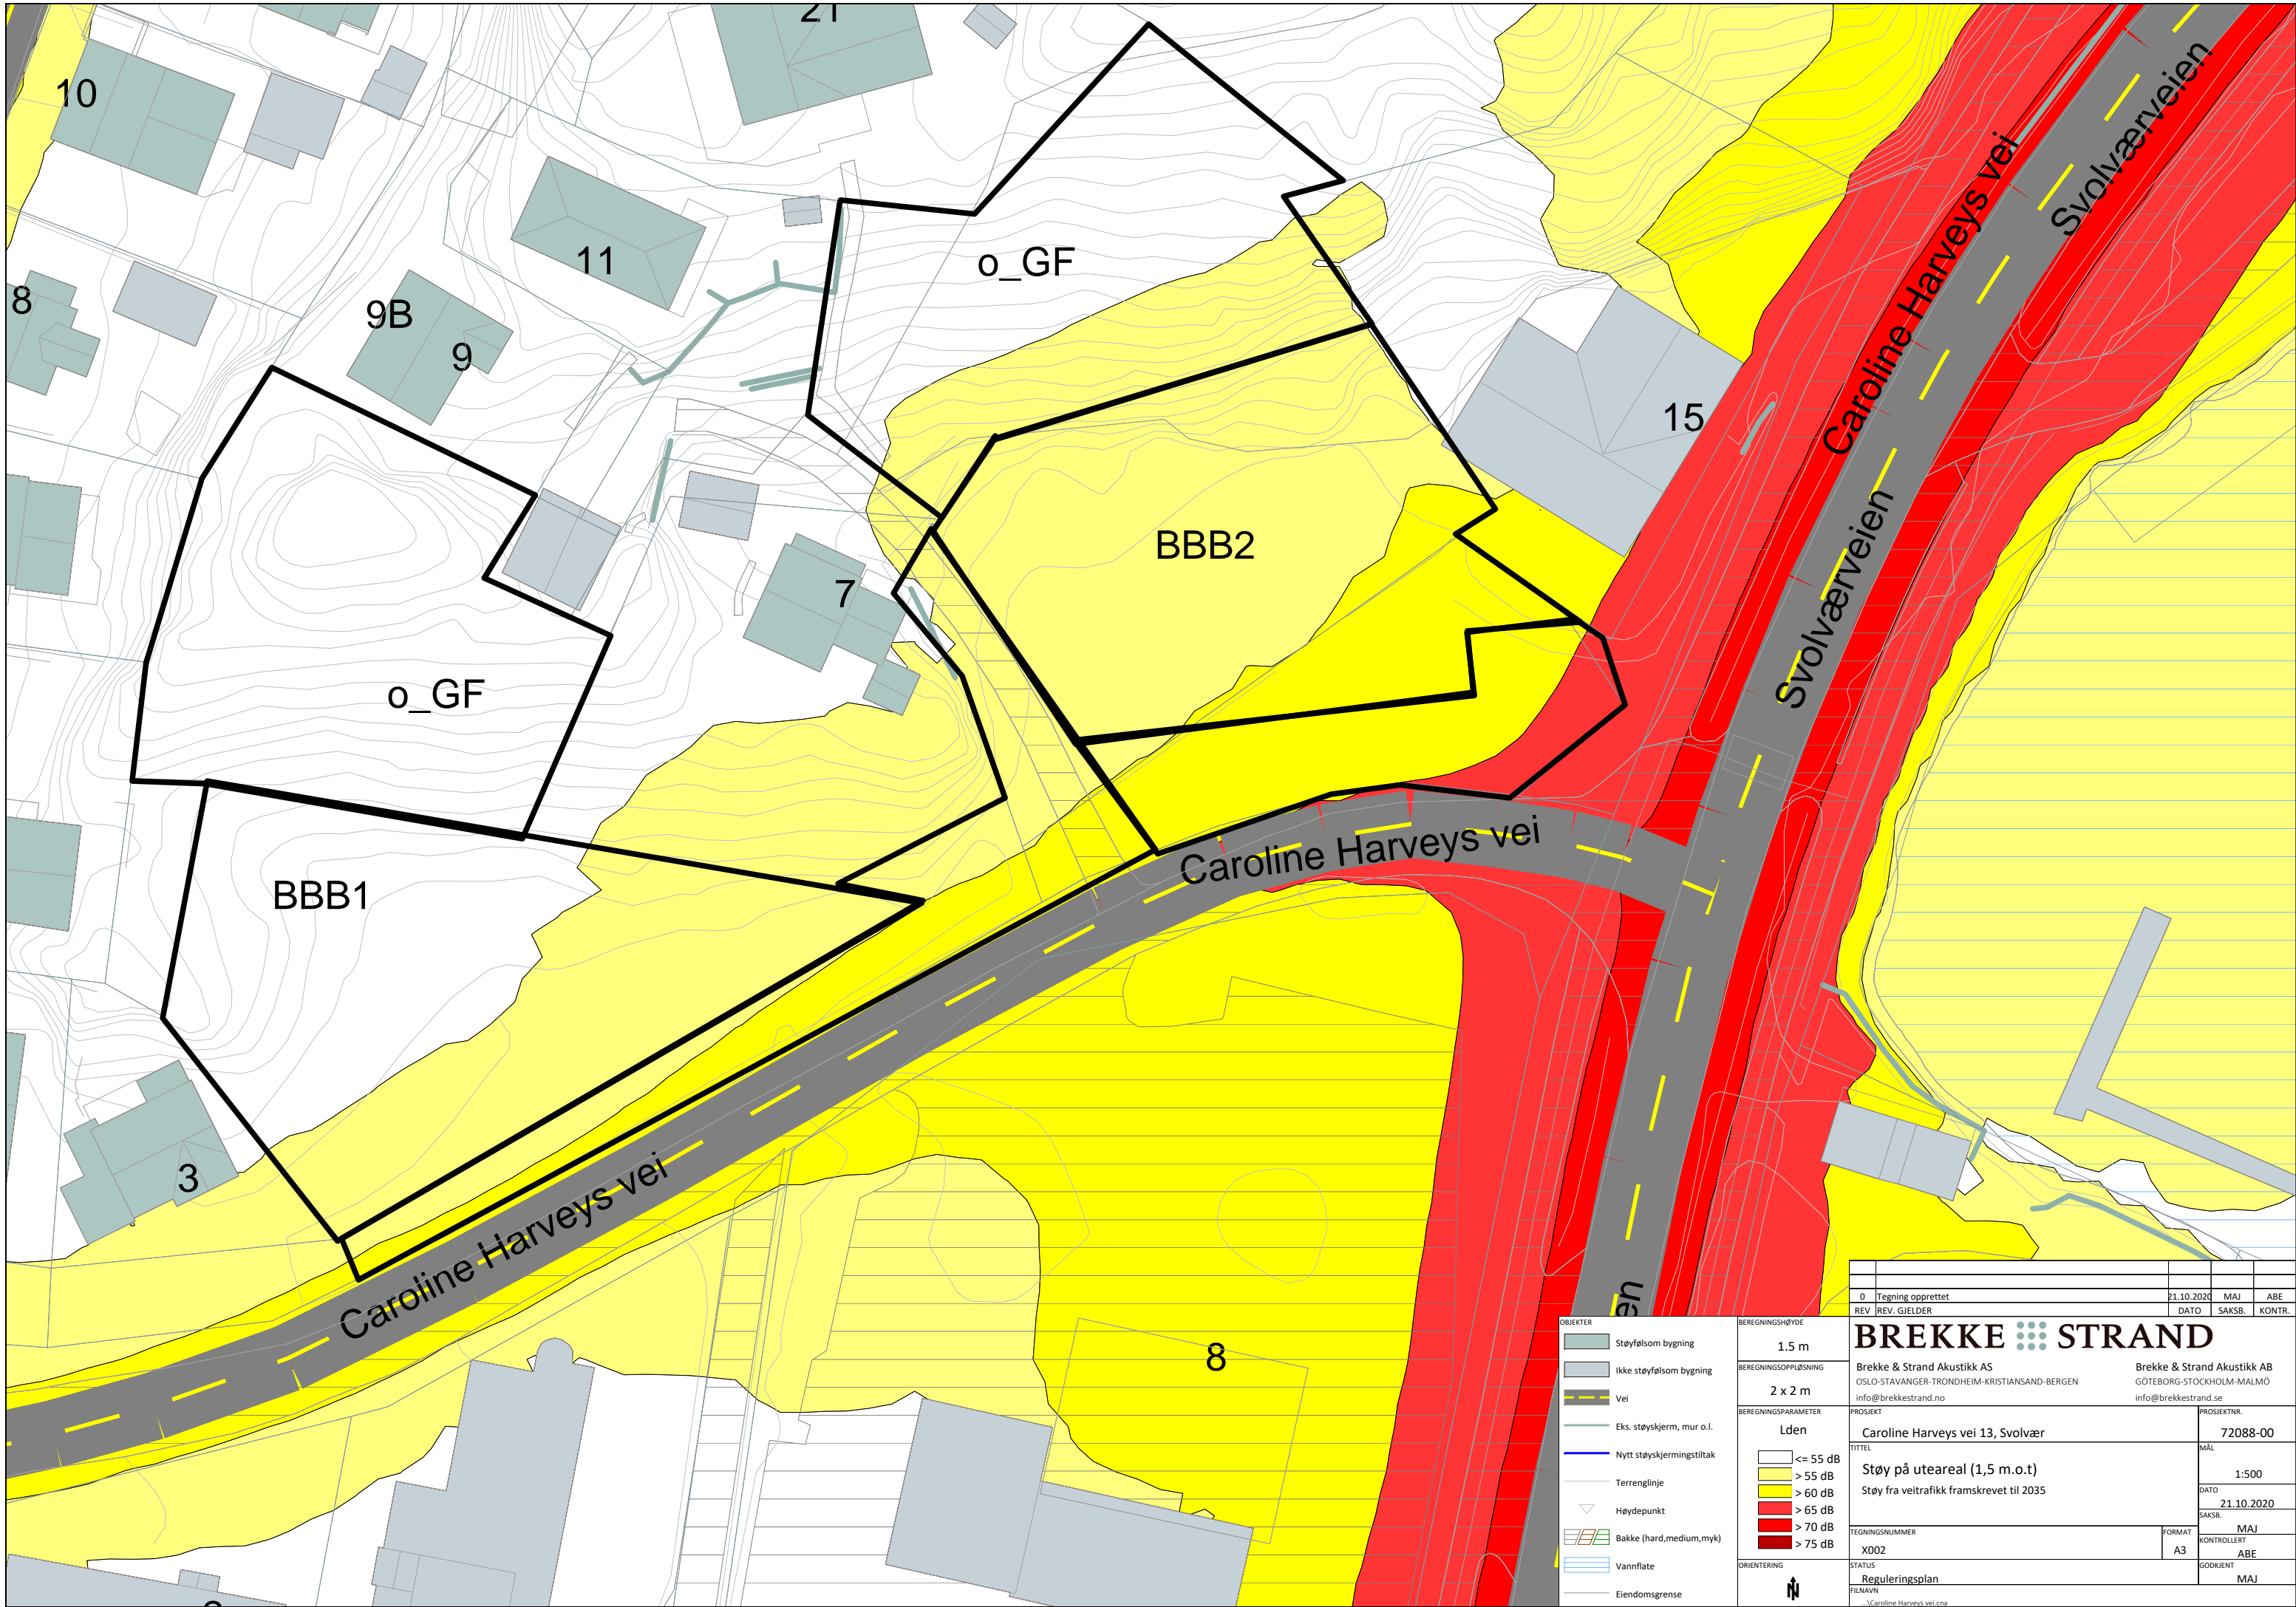 21
10
11
8
9B
9
o_GF
15
7
BBB2
o_GF
BBB1
3
8
Caroline Harveys vei
Svolværveien
Svolværveien
Svolværveien
Caroline Harveys vei
Caroline Harveys vei
en
OBJEKTER
Støyfølsom bygning
Ikke støyfølsom bygning
Vei
Eks. støyskjerm, mur o.l.
Nytt støyskjermingstiltak
Terrenglinje
Høydepunkt
Bakke (hard,medium,myk)
Vannflate
Eiendomsgrense
BEREGNINGSHØYDE
1.5 m
BEREGNINGSOPPLØSNING
2 x 2 m
BEREGNINGSPARAMETER
Lden
<= 55 dB
> 55 dB
> 60 dB
> 65 dB
> 70 dB
> 75 dB
ORIENTERING
N
0 Tegning opprettet 21.10.2020 MAJ ABE
REV REV. GJELDER DATO SAKSB. KONTR.
BREKKE STRAND
Brekke & Strand Akustikk AS Brekke & Strand Akustikk AB
OSLO-STAVANGER-TRONDHEIM-KRISTIANSAND-BERGEN GÖTEBORG-STOCKHOLM-MALMÖ
info@brekkestrand.no info@brekkestrand.se
PROSJEKT PROSJEKTNR.
Caroline Harveys vei 13, Svolvær 72088-00
TITTEL MÅL
Støy på uteareal (1,5 m.o.t) 1:500
Støy fra veitrafikk framskrevet til 2035
DATO
21.10.2020
SAKSB.
MAJ
TEGNINGSNUMMER FORMAT KONTROLLERT
X002 A3 ABE
STATUS GODKJENT
Reguleringsplan MAJ
FILNAVN
...\Caroline Harveys vei.cna